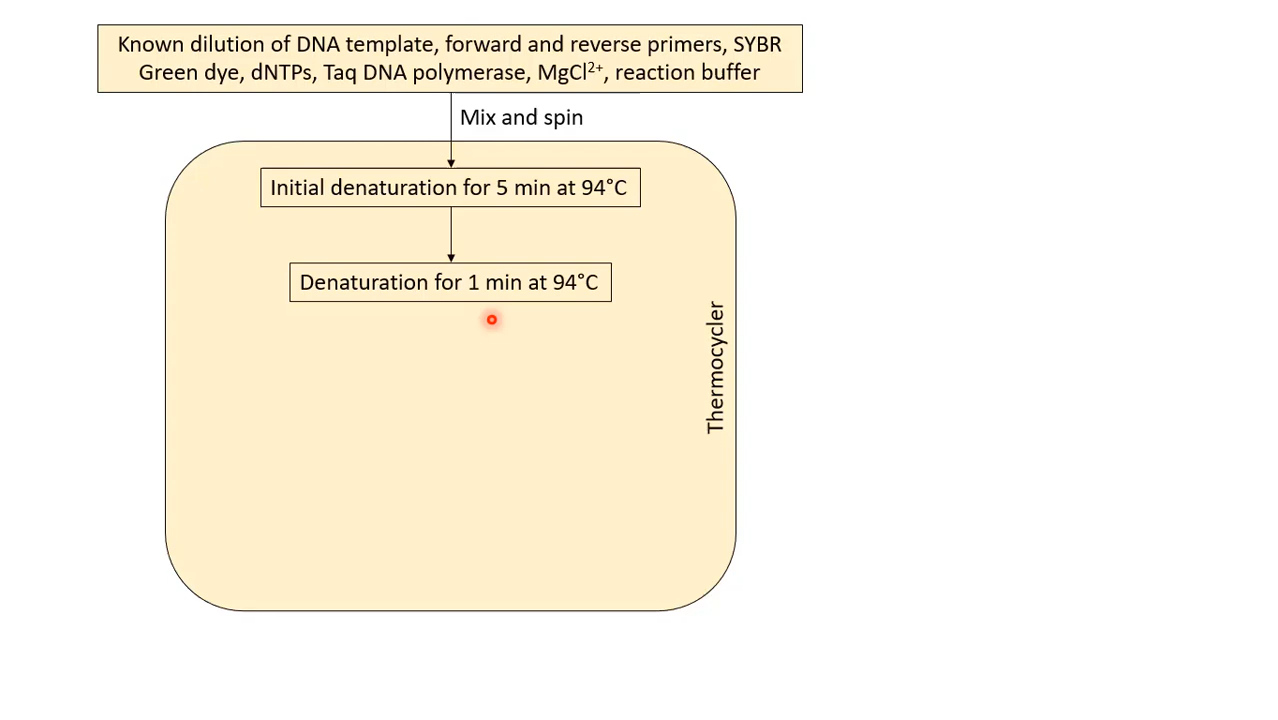 Known dilution of DNA template, forward and reverse primers, SYBR
Green dye, dNTPs, Taq DNA polymerase, MgCl²⁺, reaction buffer
Mix and spin
Initial denaturation for 5 min at 94°C
Denaturation for 1 min at 94°C
Thermocycler